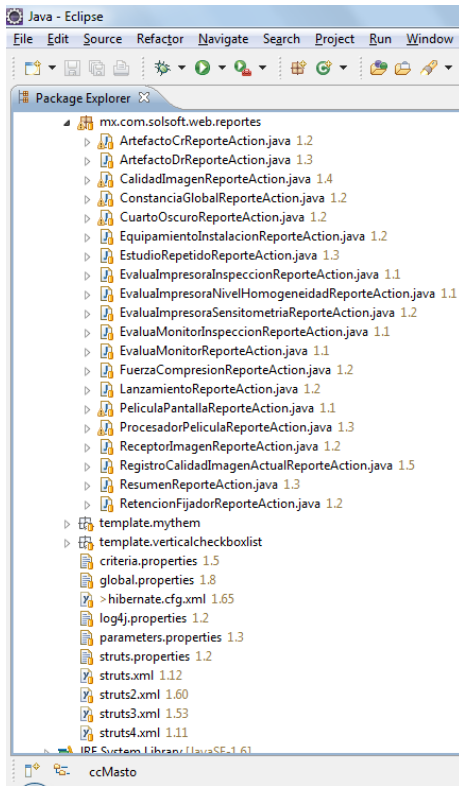 Java - Eclipse
File Edit Source Refactor Navigate Search Project Run Window
Package Explorer
mx.com.solsoft.web.reportes
ArtefactoCrReporteAction.java 1.2
ArtefactoDrReporteAction.java 1.3
CalidadImagenReporteAction.java 1.4
ConstanciaGlobalReporteAction.java 1.2
CuartoOscuroReporteAction.java 1.2
EquipamientoInstalacionReporteAction.java 1.2
EstudioRepetidoReporteAction.java 1.3
EvaluaImpresoraInspeccionReporteAction.java 1.1
EvaluaImpresoraNivelHomogeneidadReporteAction.java 1.1
EvaluaImpresoraSensitometriaReporteAction.java 1.2
EvaluaMonitorInspeccionReporteAction.java 1.1
EvaluaMonitorReporteAction.java 1.1
FuerzaCompresionReporteAction.java 1.2
LanzamientoReporteAction.java 1.2
PeliculaPantallaReporteAction.java 1.1
ProcesadorPeliculaReporteAction.java 1.3
ReceptorImagenReporteAction.java 1.2
RegistroCalidadImagenActualReporteAction.java 1.5
ResumenReporteAction.java 1.3
RetencionFijadorReporteAction.java 1.2
template.mythem
template.verticalcheckboxlist
criteria.properties 1.5
global.properties 1.8
>hibernate.cfg.xml 1.65
log4j.properties 1.2
parameters.properties 1.3
struts.properties 1.2
struts.xml 1.12
struts2.xml 1.60
struts3.xml 1.53
struts4.xml 1.11
JRE System Library [JavaSE-1.6]
ccMasto